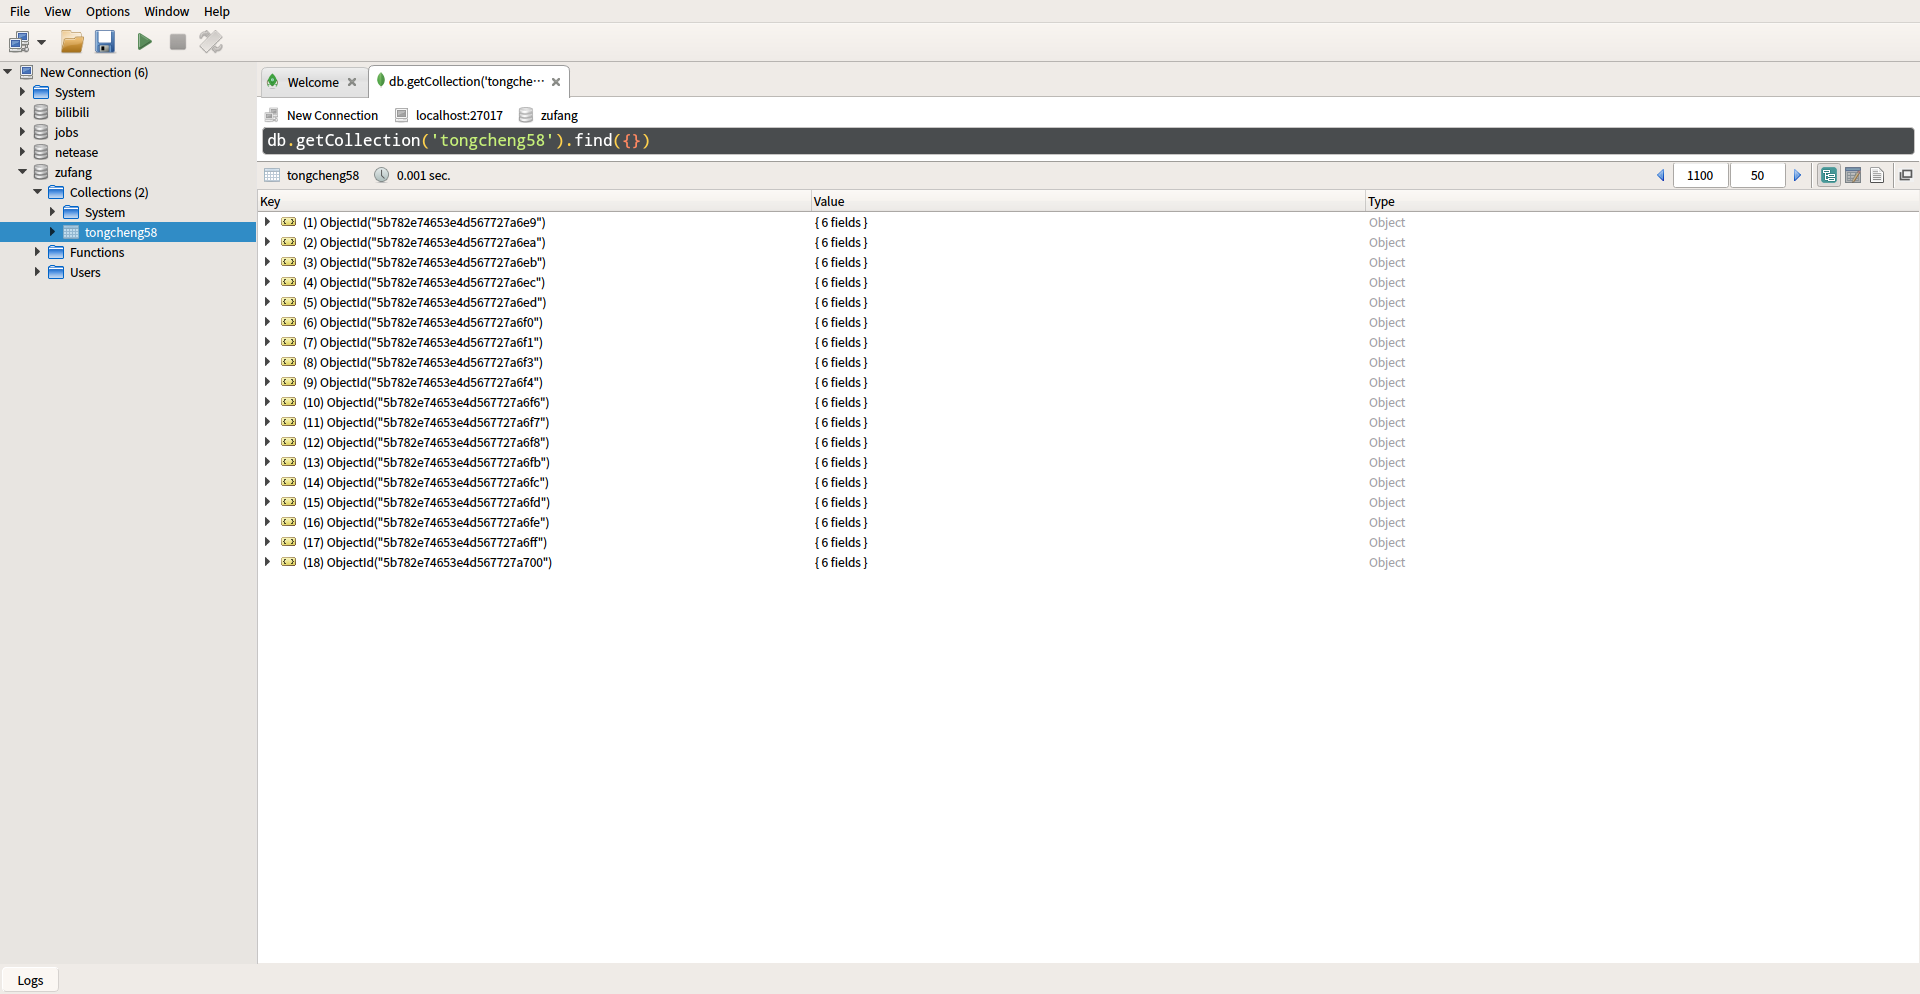 File View Options Window Help
New Connection (6)
System
bilibili
jobs
netease
zufang
Collections (2)
System
tongcheng58
Functions
Users
Welcome
db.getCollection('tongche···
New Connection localhost:27017 zufang
db.getCollection('tongcheng58').find({})
tongcheng58 0.001 sec. 1100 50
Key Value Type
(1) ObjectId("5b782e74653e4d567727a6e9") { 6 fields } Object
(2) ObjectId("5b782e74653e4d567727a6ea") { 6 fields } Object
(3) ObjectId("5b782e74653e4d567727a6eb") { 6 fields } Object
(4) ObjectId("5b782e74653e4d567727a6ec") { 6 fields } Object
(5) ObjectId("5b782e74653e4d567727a6ed") { 6 fields } Object
(6) ObjectId("5b782e74653e4d567727a6f0") { 6 fields } Object
(7) ObjectId("5b782e74653e4d567727a6f1") { 6 fields } Object
(8) ObjectId("5b782e74653e4d567727a6f3") { 6 fields } Object
(9) ObjectId("5b782e74653e4d567727a6f4") { 6 fields } Object
(10) ObjectId("5b782e74653e4d567727a6f6") { 6 fields } Object
(11) ObjectId("5b782e74653e4d567727a6f7") { 6 fields } Object
(12) ObjectId("5b782e74653e4d567727a6f8") { 6 fields } Object
(13) ObjectId("5b782e74653e4d567727a6fb") { 6 fields } Object
(14) ObjectId("5b782e74653e4d567727a6fc") { 6 fields } Object
(15) ObjectId("5b782e74653e4d567727a6fd") { 6 fields } Object
(16) ObjectId("5b782e74653e4d567727a6fe") { 6 fields } Object
(17) ObjectId("5b782e74653e4d567727a6ff") { 6 fields } Object
(18) ObjectId("5b782e74653e4d567727a700") { 6 fields } Object
Logs